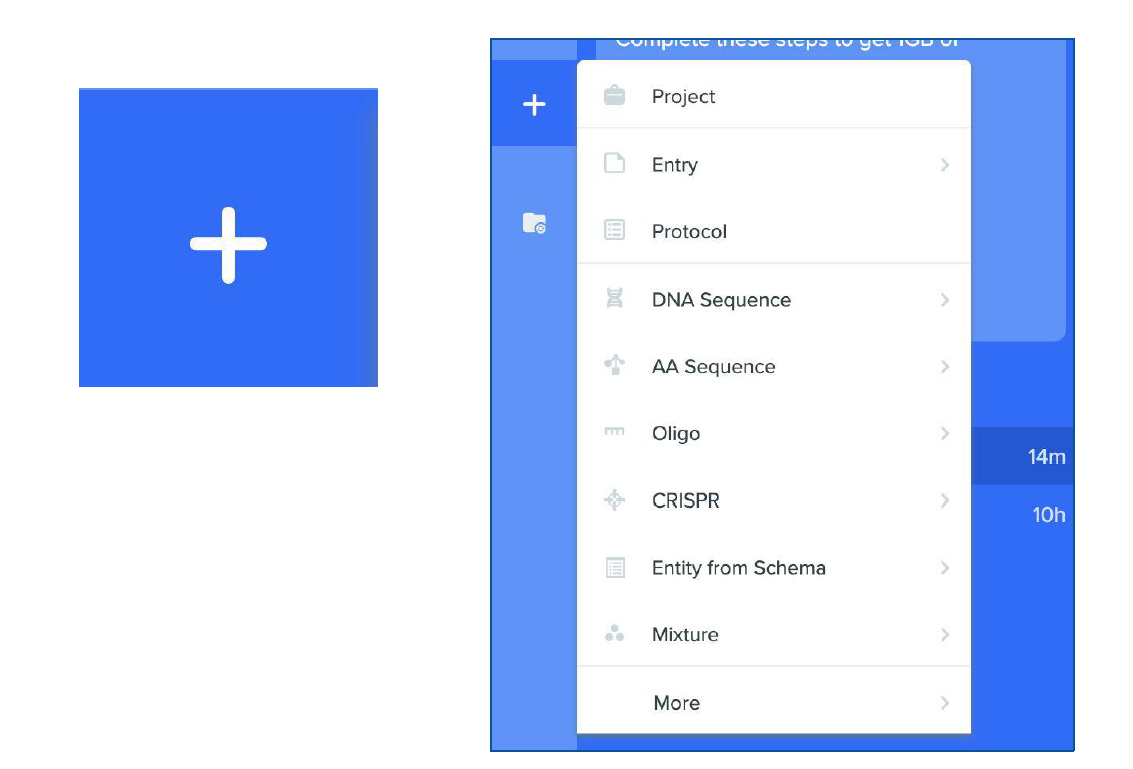 Complete these steps to get IGB of
Project
Entry
Protocol
DNA Sequence
AA Sequence
Oligo
14m
CRISPR
10h
Entity from Schema
Mixture
More